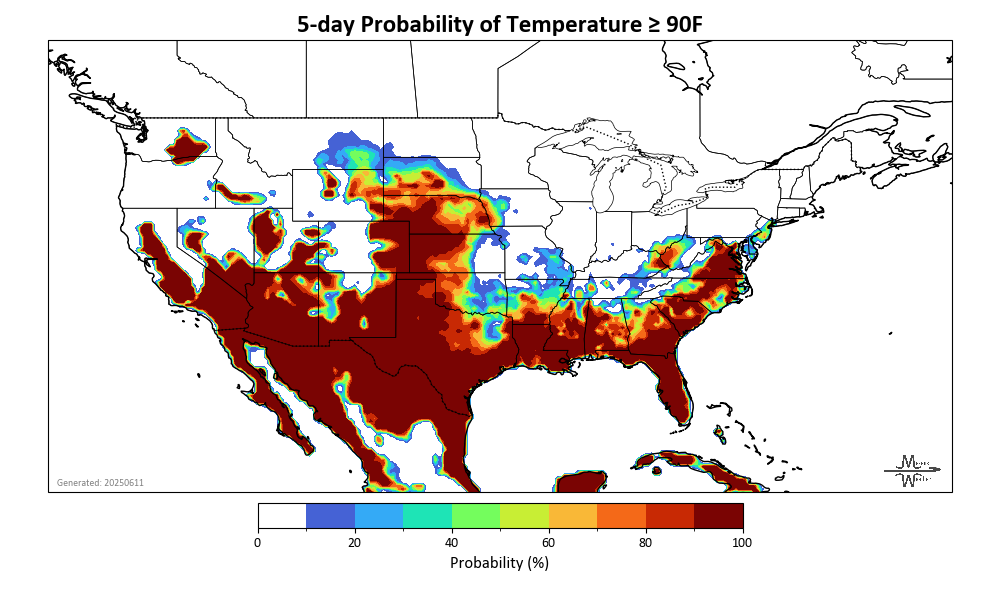 5-day Probability of Temperature ≥ 90F
Generated: 20250611
0 20 40 60 80 100
Probability (%)